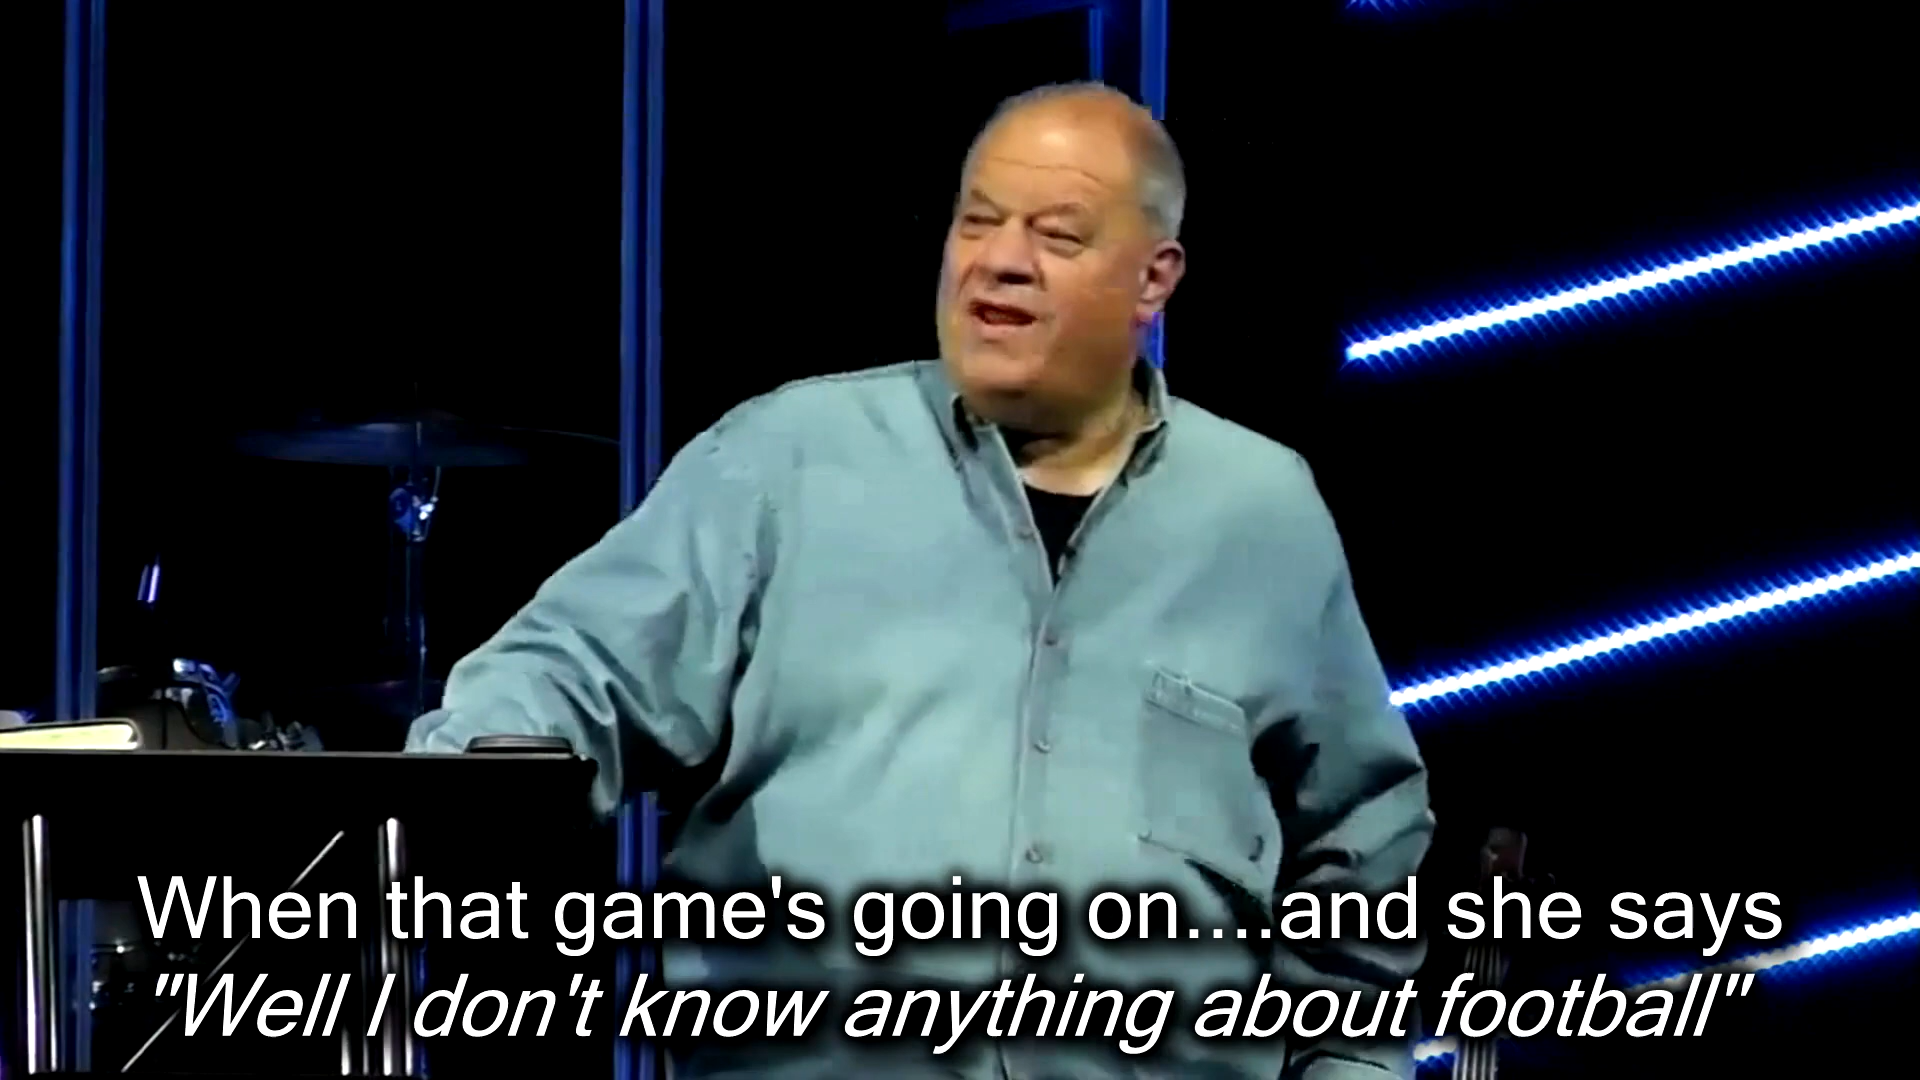 When that game's going on....and she says
"Well I don't know anything about football"